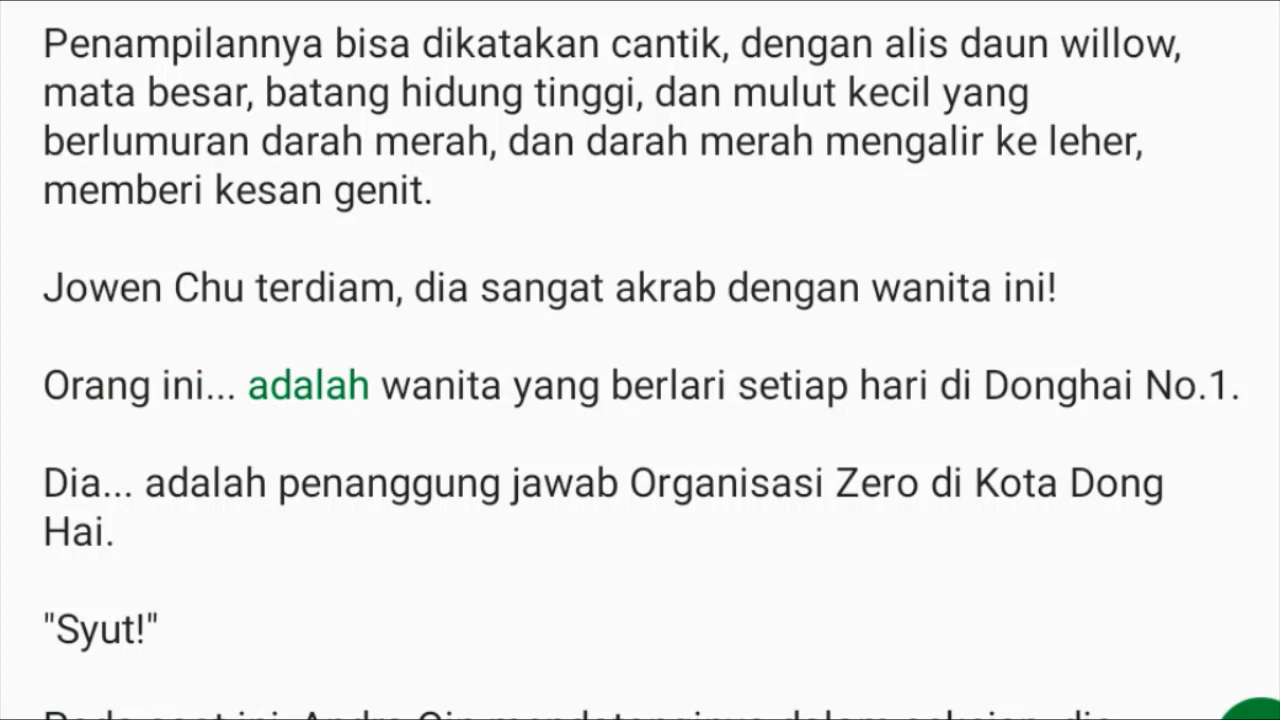 Penampilannya bisa dikatakan cantik, dengan alis daun willow,
mata besar, batang hidung tinggi, dan mulut kecil yang
berlumuran darah merah, dan darah merah mengalir ke leher,
memberi kesan genit.
Jowen Chu terdiam, dia sangat akrab dengan wanita ini!
Orang ini... adalah wanita yang berlari setiap hari di Donghai No.1.
Dia... adalah penanggung jawab Organisasi Zero di Kota Dong
Hai.
"Syut!"